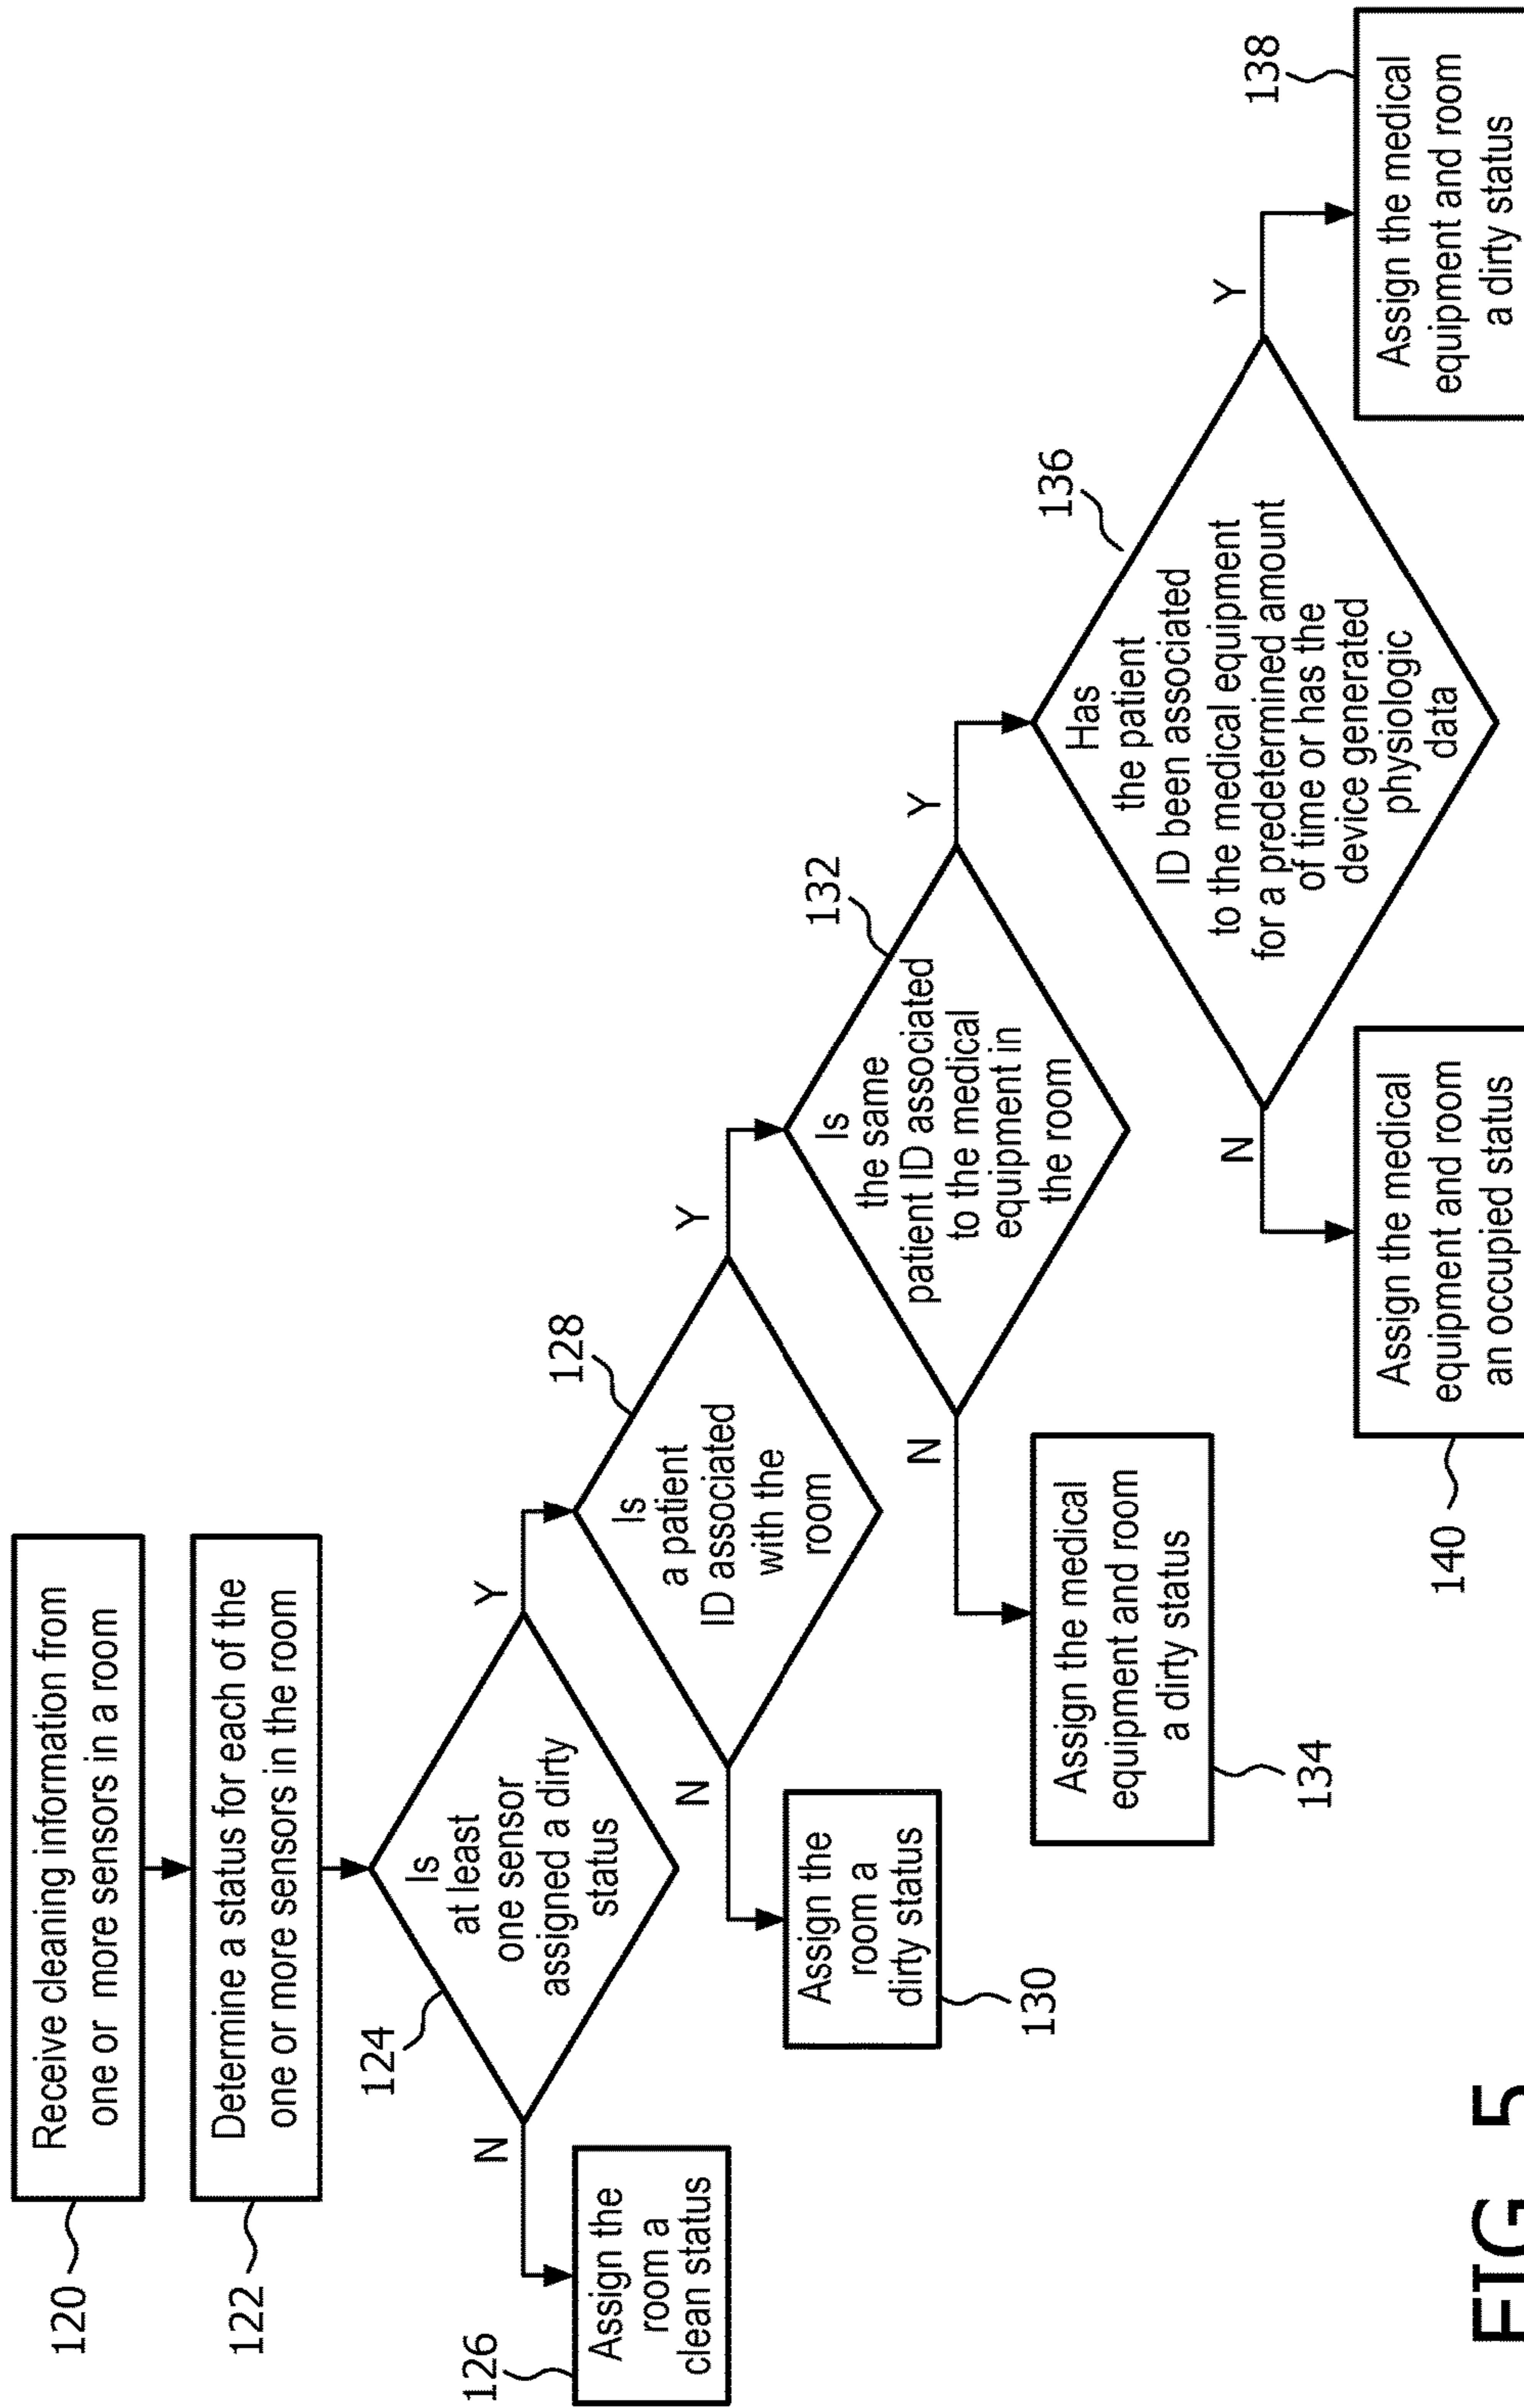 Receive cleaning information from
one or more sensors in a room
120
Determine a status for each of the
one or more sensors in the room
122
Is
at least
one sensor
assigned a dirty
status
124
N
Y
Assign the
room a
clean status
126
Is
a patient
ID associated
with the
room
128
N
Y
Assign the
room a
dirty status
130
Is
the same
patient ID associated
to the medical
equipment in
the room
132
N
Y
Assign the medical
equipment and room
a dirty status
134
Has
the patient
ID been associated
to the medical equipment
for a predetermined amount
of time or has the
device generated
physiologic
data
136
N
Y
Assign the medical
equipment and room
an occupied status
140
Assign the medical
equipment and room
a dirty status
138
FIG. 5